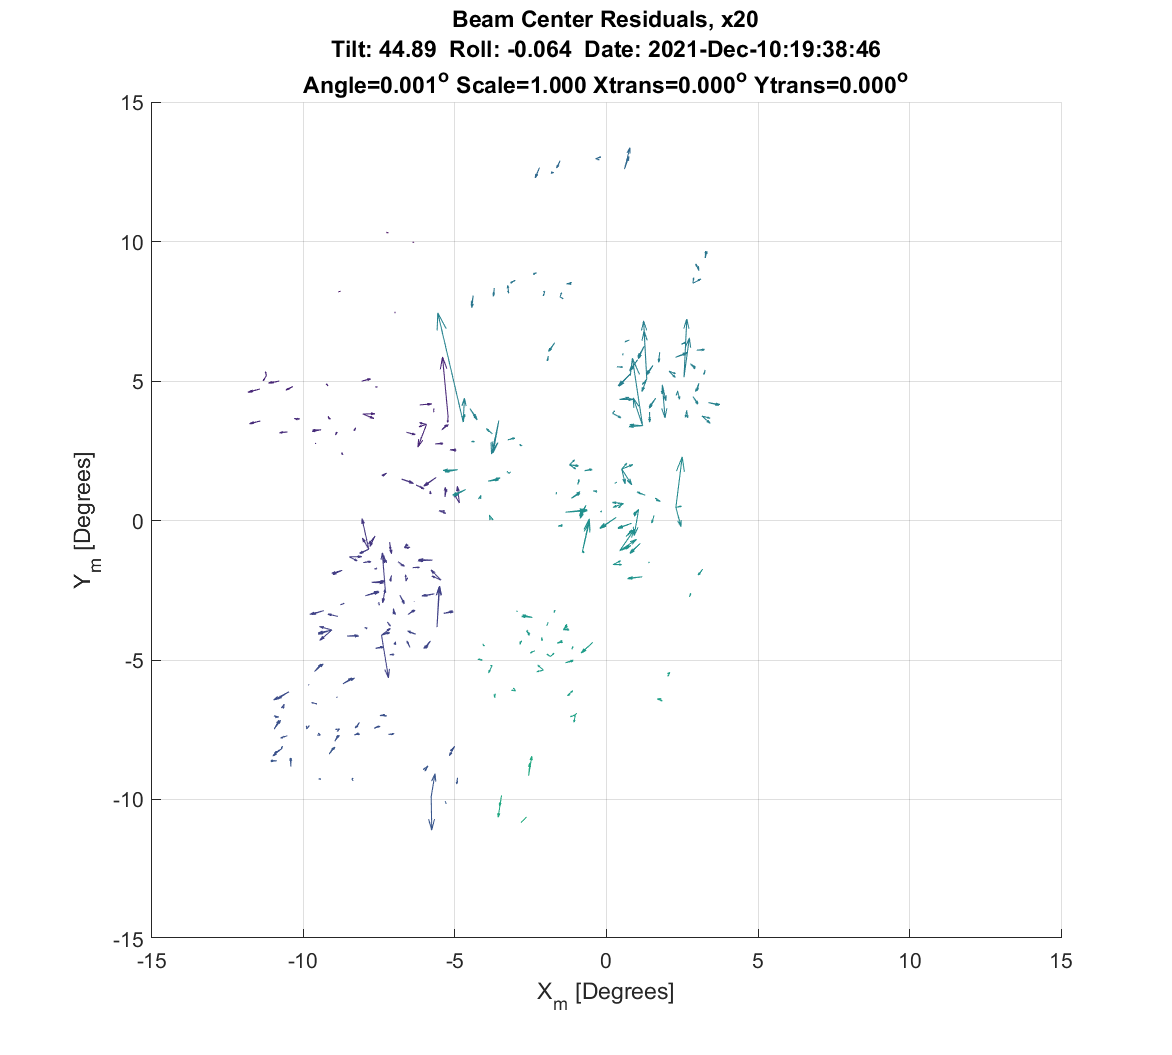 Beam Center Residuals, x20
Tilt: 44.89  Roll: -0.064  Date: 2021-Dec-10:19:38:46
Angle=0.001° Scale=1.000 Xtrans=0.000° Ytrans=0.000°
15
10
5
0
-5
-10
-15
Y_m [Degrees]
-15 -10 -5 0 5 10 15
X_m [Degrees]